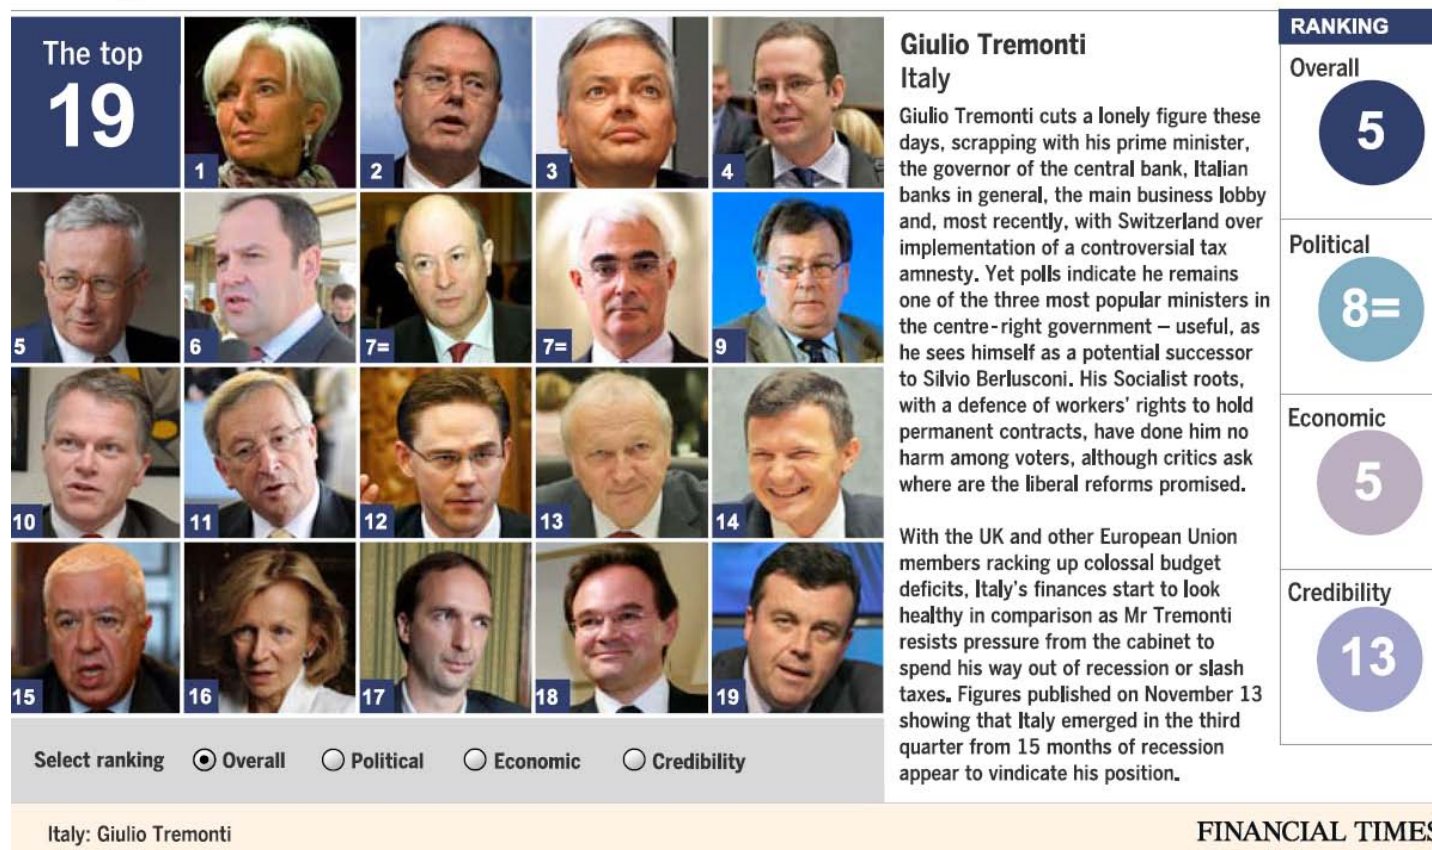 The top
19
1
2
3
4
5
6
7=
7=
9
10
11
12
13
14
15
16
17
18
19
Select ranking
Overall
Political
Economic
Credibility
Giulio Tremonti
Italy
Giulio Tremonti cuts a lonely figure these
days, scrapping with his prime minister,
the governor of the central bank, Italian
banks in general, the main business lobby
and, most recently, with Switzerland over
implementation of a controversial tax
amnesty. Yet polls indicate he remains
one of the three most popular ministers in
the centre-right government – useful, as
he sees himself as a potential successor
to Silvio Berlusconi. His Socialist roots,
with a defence of workers' rights to hold
permanent contracts, have done him no
harm among voters, although critics ask
where are the liberal reforms promised.
With the UK and other European Union
members racking up colossal budget
deficits, Italy's finances start to look
healthy in comparison as Mr Tremonti
resists pressure from the cabinet to
spend his way out of recession or slash
taxes. Figures published on November 13
showing that Italy emerged in the third
quarter from 15 months of recession
appear to vindicate his position.
RANKING
Overall
5
Political
8=
Economic
5
Credibility
13
Italy: Giulio Tremonti
FINANCIAL TIMES